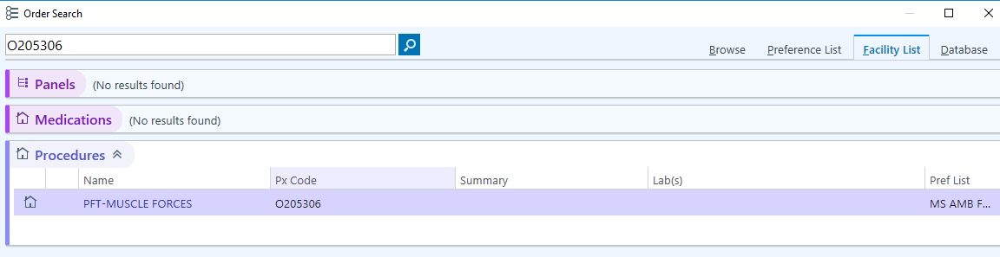 Order Search
O205306
Browse Preference List Facility List Database
Panels (No results found)
Medications (No results found)
Procedures
Name Px Code Summary Lab(s) Pref List
PFT-MUSCLE FORCES O205306 MS AMB F...